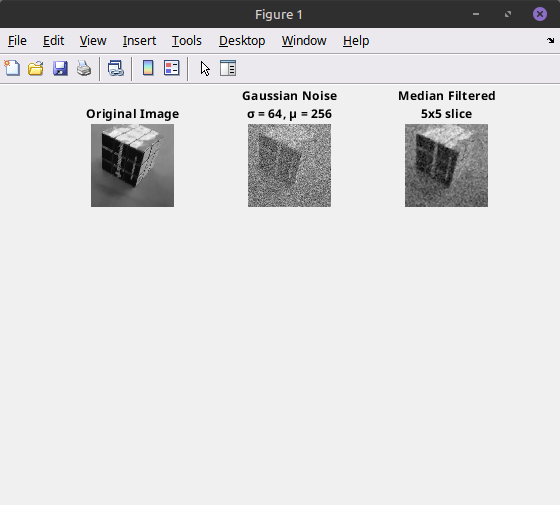 Figure 1
File Edit View Insert Tools Desktop Window Help
Original Image
Gaussian Noise
σ = 64, μ = 256
Median Filtered
5x5 slice